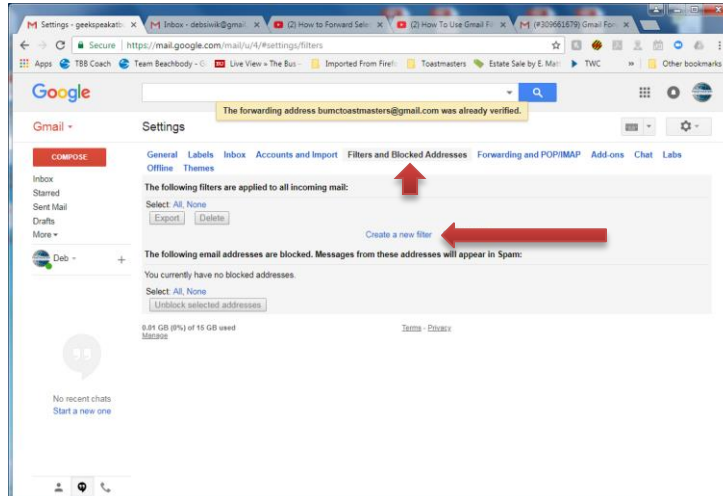 Settings - geekspeakatb
Inbox - debsiwik@gmail.
(2) How to Forward Sele
(2) How To Use Gmail Fi
(#309661679) Gmail For
Secure https://mail.google.com/mail/u/4/#settings/filters
Apps TBB Coach Team Beachbody - G Live View » The Bus - Imported From Firefo Toastmasters Estate Sale by E. Mat TWC » Other bookmarks
Google
The forwarding address bumctoastmasters@gmail.com was already verified.
Gmail Settings
COMPOSE
General Labels Inbox Accounts and Import Filters and Blocked Addresses Forwarding and POP/IMAP Add-ons Chat Labs
Offline Themes
Inbox
Starred
Sent Mail
Drafts
More
Deb
The following filters are applied to all incoming mail:
Select: All, None
Export Delete
Create a new filter
The following email addresses are blocked. Messages from these addresses will appear in Spam:
You currently have no blocked addresses.
Select: All, None
Unblock selected addresses
0.01 GB (0%) of 15 GB used
Manage
Terms - Privacy
No recent chats
Start a new one